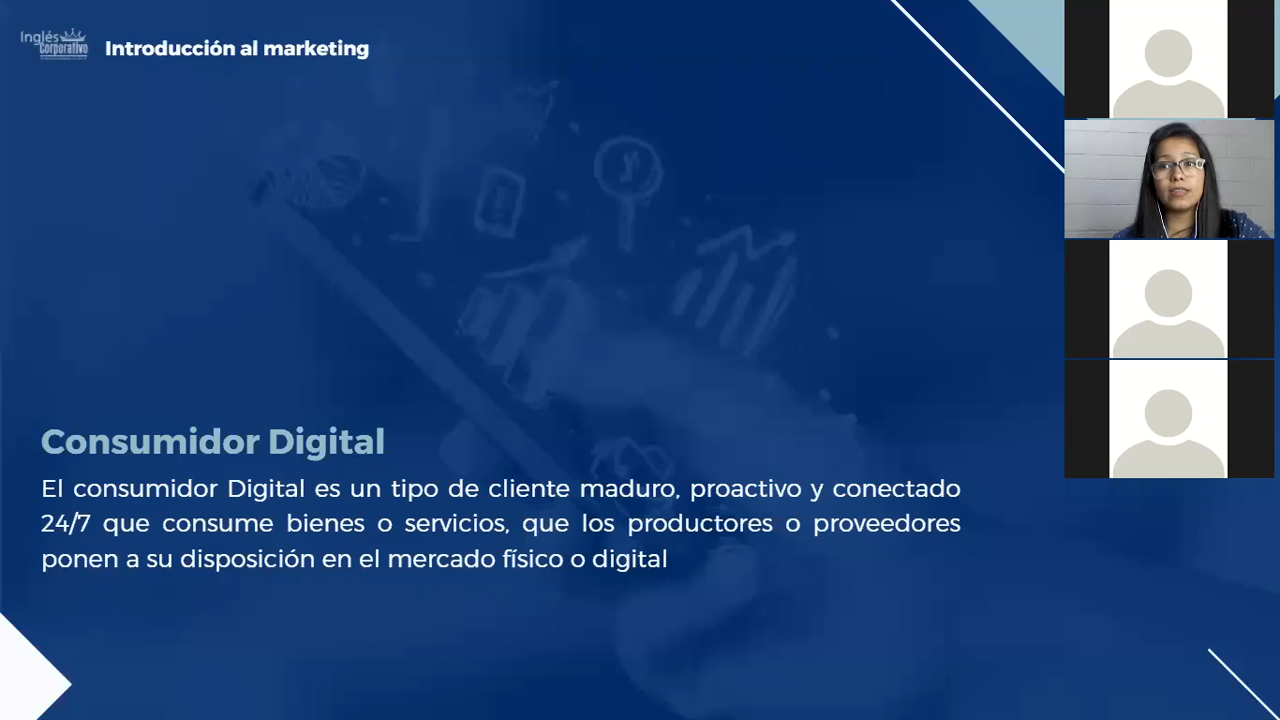 Inglés
Corporativo
Introducción al marketing
Consumidor Digital
El consumidor Digital es un tipo de cliente maduro, proactivo y conectado
24/7 que consume bienes o servicios, que los productores o proveedores
ponen a su disposición en el mercado físico o digital